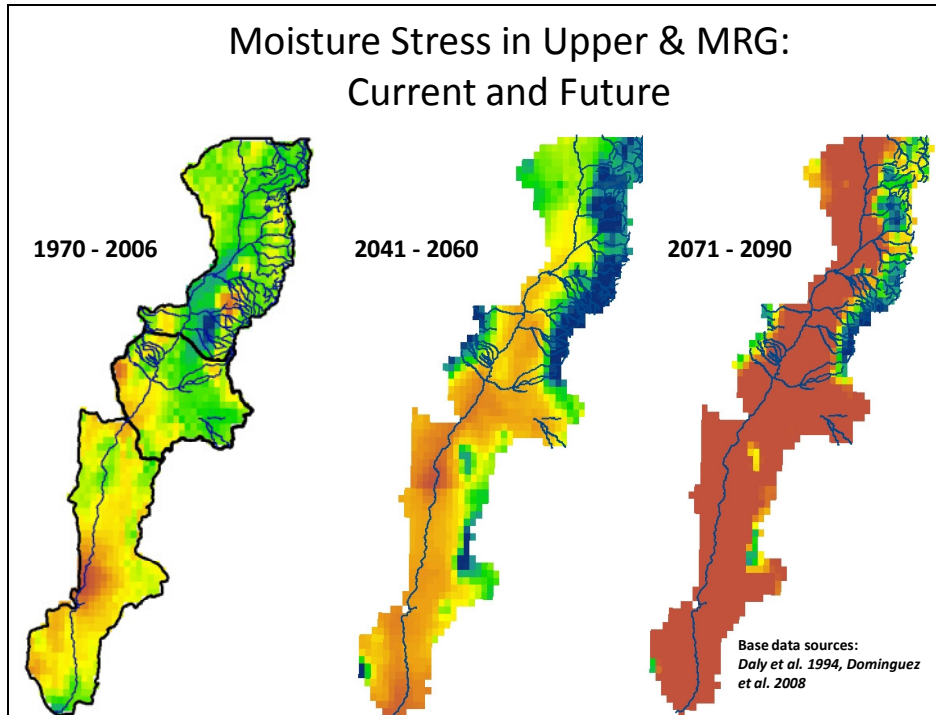 Moisture Stress in Upper & MRG:
Current and Future
1970 - 2006
2041 - 2060
2071 - 2090
Base data sources:
Daly et al. 1994, Dominguez
et al. 2008